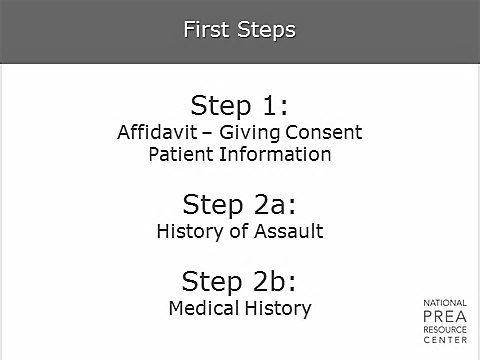 First Steps
Step 1:
Affidavit – Giving Consent
Patient Information
Step 2a:
History of Assault
Step 2b:
Medical History
NATIONAL
PREA
RESOURCE
CENTER